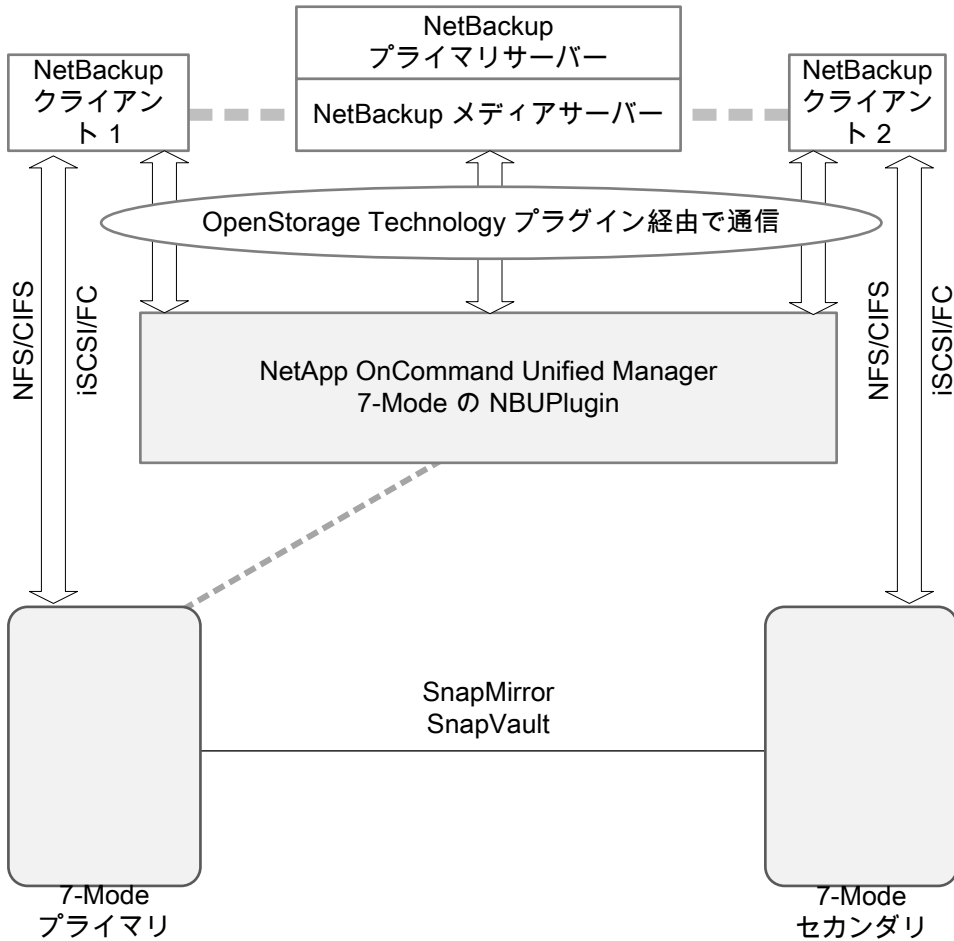 NetBackup
プライマリサーバー
NetBackup メディアサーバー
NetBackup
クライアン
ト 1
NetBackup
クライアン
ト 2
OpenStorage Technology プラグイン経由で通信
NFS/CIFS
iSCSI/FC
NetApp OnCommand Unified Manager
7-Mode の NBUPlugin
NFS/CIFS
iSCSI/FC
SnapMirror
SnapVault
7-Mode
プライマリ
7-Mode
セカンダリ